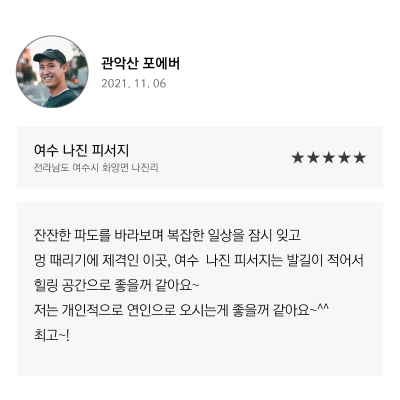 관악산 포에버
2021. 11. 06
여수 나진 피서지
전라남도 여수시 화양면 나진리
★★★★★
잔잔한 파도를 바라보며 복잡한 일상을 잠시 잊고
멍 때리기에 제격인 이곳, 여수 나진 피서지는 발길이 적어서
힐링 공간으로 좋을꺼 같아요~
저는 개인적으로 연인으로 오시는게 좋을꺼 같아요~^^
최고~!